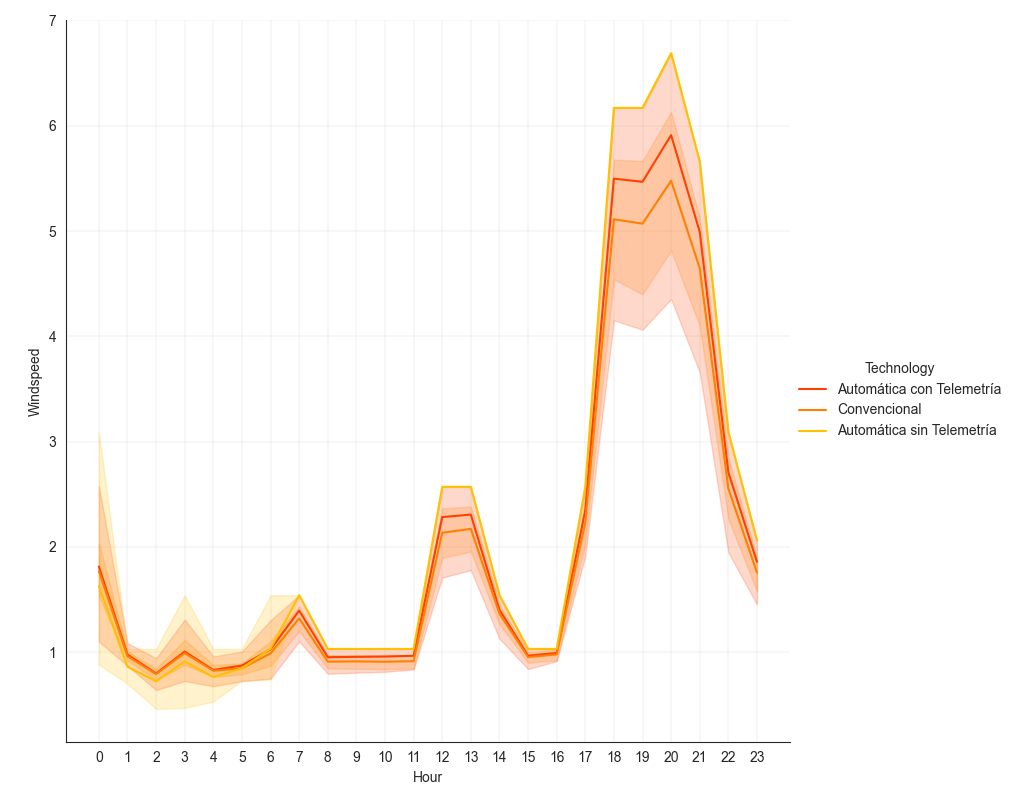 7
6
5
4
3
2
1
Windspeed
0 1 2 3 4 5 6 7 8 9 10 11 12 13 14 15 16 17 18 19 20 21 22 23
Hour
Technology
Automática con Telemetría
Convencional
Automática sin Telemetría